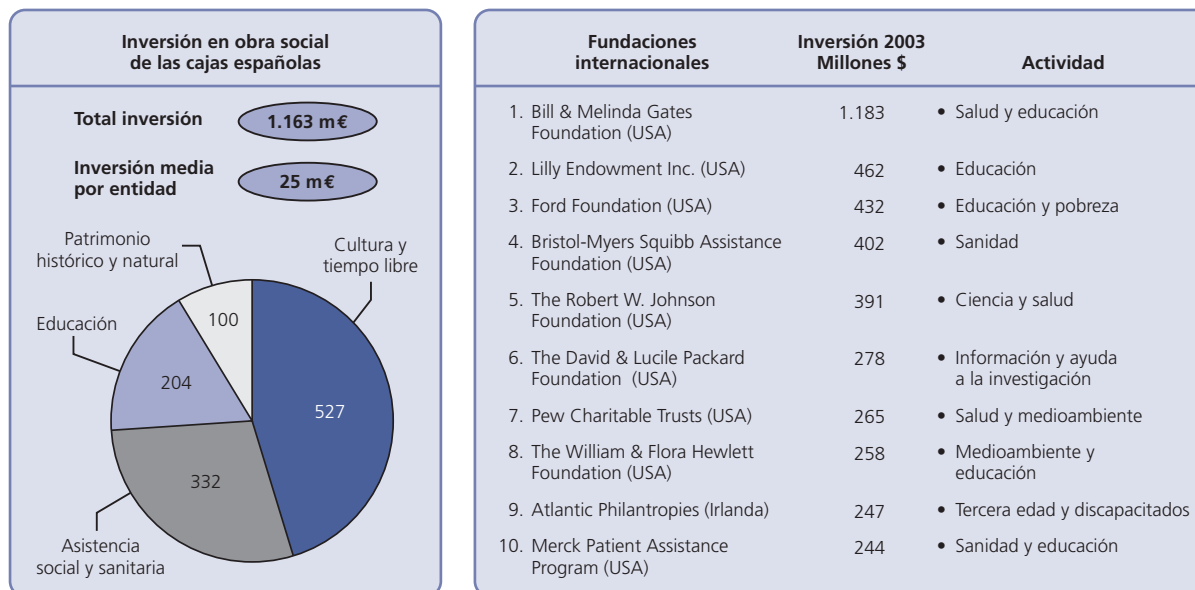 Inversión en obra social
de las cajas españolas
Total inversión
1.163 m€
Inversión media
por entidad
25 m€
Patrimonio
histórico y natural
Cultura y
tiempo libre
Educación
100
204
527
332
Asistencia
social y sanitaria
Fundaciones
internacionales
Inversión 2003
Millones $
Actividad
1. Bill & Melinda Gates
Foundation (USA)
1.183
• Salud y educación
2. Lilly Endowment Inc. (USA)
462
• Educación
3. Ford Foundation (USA)
432
• Educación y pobreza
4. Bristol-Myers Squibb Assistance
Foundation (USA)
402
• Sanidad
5. The Robert W. Johnson
Foundation (USA)
391
• Ciencia y salud
6. The David & Lucile Packard
Foundation (USA)
278
• Información y ayuda
a la investigación
7. Pew Charitable Trusts (USA)
265
• Salud y medioambiente
8. The William & Flora Hewlett
Foundation (USA)
258
• Medioambiente y
educación
9. Atlantic Philantropies (Irlanda)
247
• Tercera edad y discapacitados
10. Merck Patient Assistance
Program (USA)
244
• Sanidad y educación